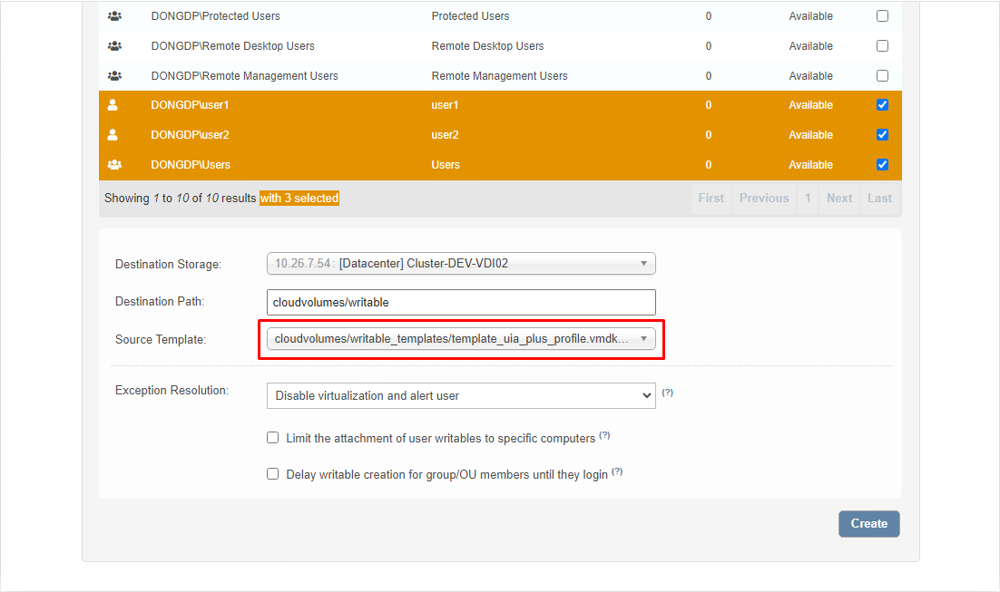 DONGDP\Protected Users Protected Users 0 Available
DONGDP\Remote Desktop Users Remote Desktop Users 0 Available
DONGDP\Remote Management Users Remote Management Users 0 Available
DONGDP\user1 user1 0 Available
DONGDP\user2 user2 0 Available
DONGDP\Users Users 0 Available
Showing 1 to 10 of 10 results with 3 selected First Previous 1 Next Last
Destination Storage: 10.26.7.54: [Datacenter] Cluster-DEV-VDI02
Destination Path: cloudvolumes/writable
Source Template: cloudvolumes/writable_templates/template_uia_plus_profile.vmdk...
Exception Resolution: Disable virtualization and alert user (?)
Limit the attachment of user writables to specific computers (?)
Delay writable creation for group/OU members until they login (?)
Create